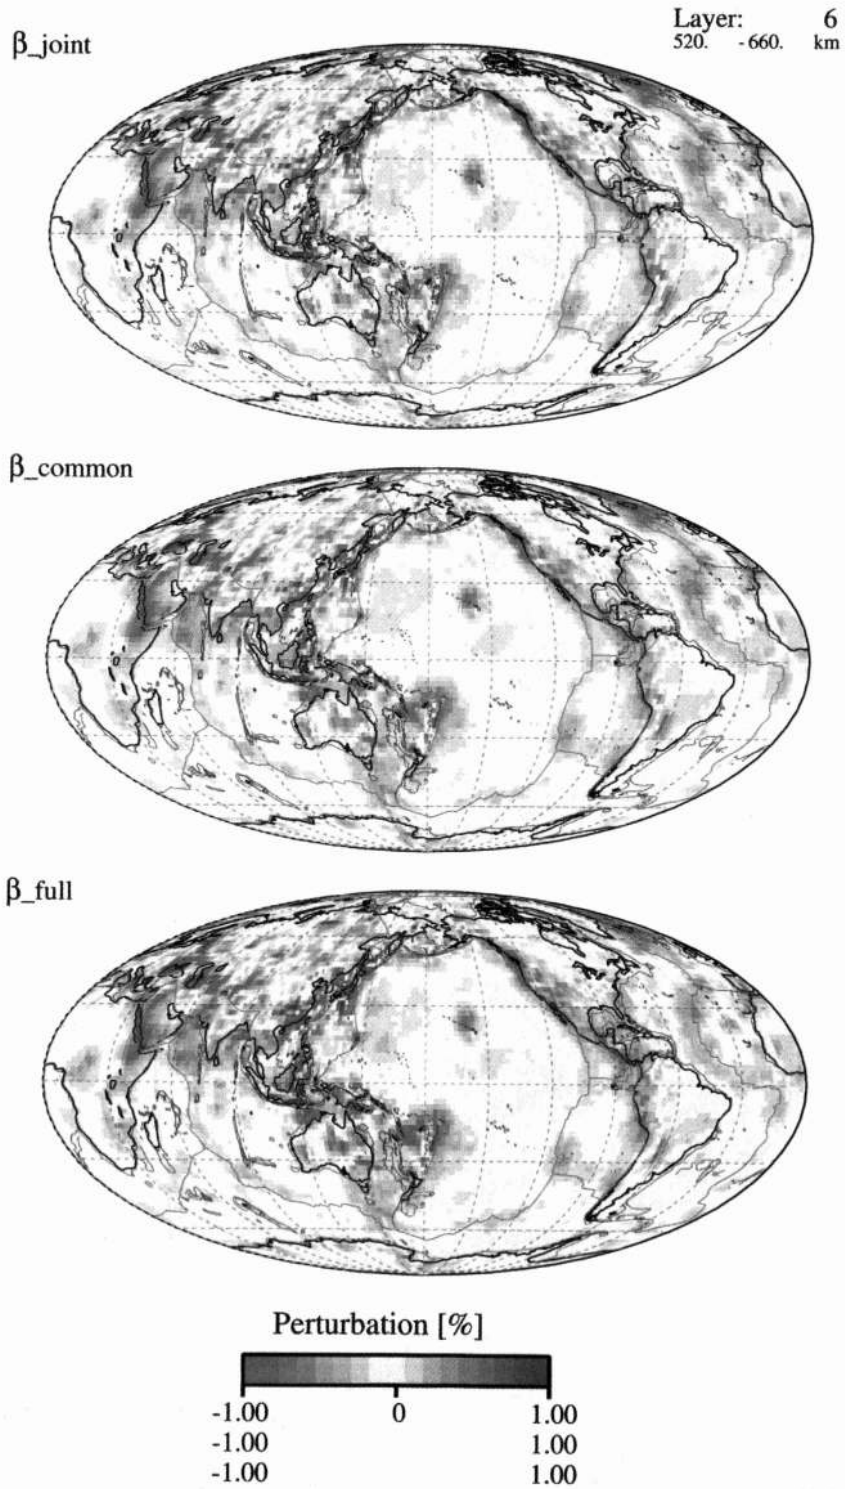 β_joint
Layer: 6
520. -660. km
β_common
β_full
Perturbation [%]
-1.00 0 1.00
-1.00 1.00
-1.00 1.00